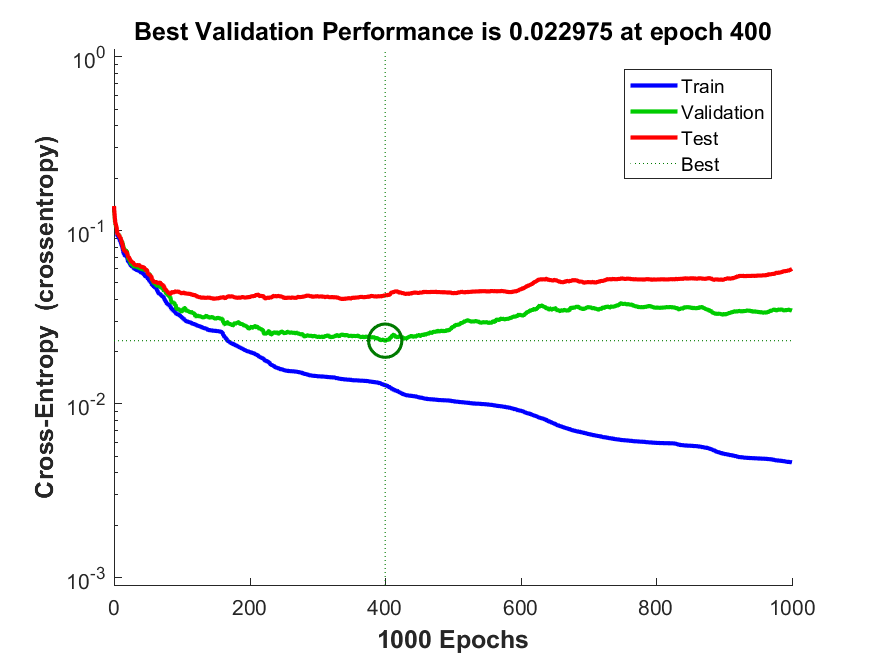 Best Validation Performance is 0.022975 at epoch 400
10^0
10^-1
10^-2
10^-3
Cross-Entropy (crossentropy)
Train
Validation
Test
Best
0 200 400 600 800 1000
1000 Epochs